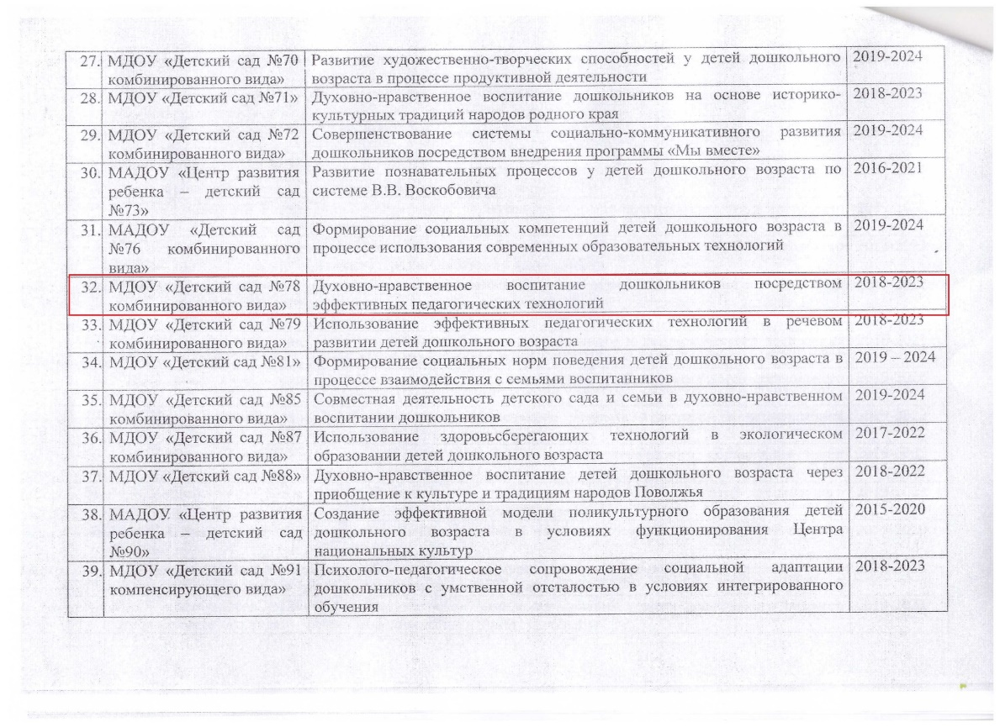 27. МДОУ «Детский сад №70 Развитие художественно-творческих способностей у детей дошкольного 2019-2024
комбинированного вида» возраста в процессе продуктивной деятельности
28. МДОУ «Детский сад №71» Духовно-нравственное воспитание дошкольников на основе историко- 2018-2023
культурных традиций народов родного края
29. МДОУ «Детский сад №72 Совершенствование системы социально-коммуникативного развития 2019-2024
комбинированного вида» дошкольников посредством внедрения программы «Мы вместе»
30. МАДОУ «Центр развития Развитие познавательных процессов у детей дошкольного возраста по 2016-2021
ребенка – детский сад системе В.В. Воскобовича
№73»
31. МАДОУ «Детский сад Формирование социальных компетенций детей дошкольного возраста в 2019-2024
№76 комбинированного процессе использования современных образовательных технологий
вида»
32. МДОУ «Детский сад №78 Духовно-нравственное воспитание дошкольников посредством 2018-2023
комбинированного вида» эффективных педагогических технологий
33. МДОУ «Детский сад №79 Использование эффективных педагогических технологий в речевом 2018-2023
комбинированного вида» развитии детей дошкольного возраста
34. МДОУ «Детский сад №81» Формирование социальных норм поведения детей дошкольного возраста в 2019 – 2024
процессе взаимодействия с семьями воспитанников
35. МДОУ «Детский сад №85 Совместная деятельность детского сада и семьи в духовно-нравственном 2019-2024
комбинированного вида» воспитании дошкольников
36. МДОУ «Детский сад №87 Использование здоровьсберегающих технологий в экологическом 2017-2022
комбинированного вида» образовании детей дошкольного возраста
37. МДОУ «Детский сад №88» Духовно-нравственное воспитание детей дошкольного возраста через 2018-2022
приобщение к культуре и традициям народов Поволжья
38. МАДОУ «Центр развития Создание эффективной модели поликультурного образования детей 2015-2020
ребенка – детский сад дошкольного возраста в условиях функционирования Центра
№90» национальных культур
39. МДОУ «Детский сад №91 Психолого-педагогическое сопровождение социальной адаптации 2018-2023
компенсирующего вида» дошкольников с умственной отсталостью в условиях интегрированного
обучения